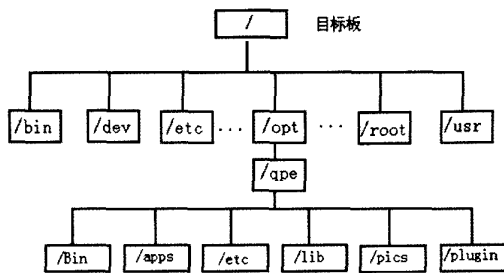 / 目标板
/bin /dev /etc ... /opt ... /root /usr
/qpe
/Bin /apps /etc /lib /pics /plugin